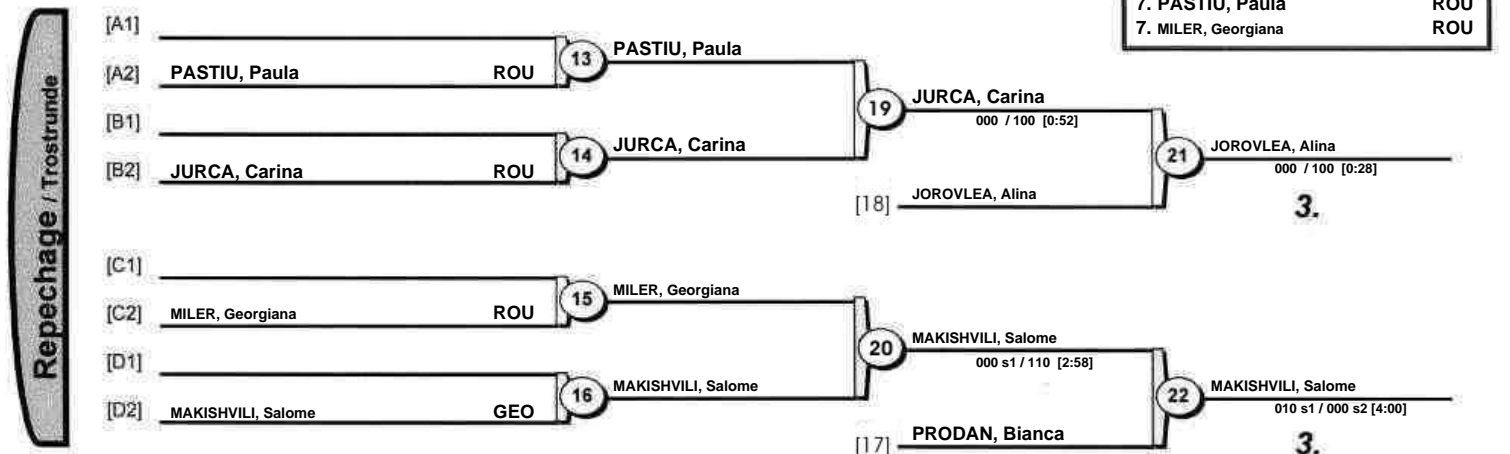 7. PASTIU, Paula ROU
7. MILER, Georgiana ROU
Repechage / Trostrunde
[A1]
[A2] PASTIU, Paula ROU
13 PASTIU, Paula
[B1]
[B2] JURCA, Carina ROU
14 JURCA, Carina
19 JURCA, Carina
000 / 100 [0:52]
[18] JOROVLEA, Alina
21 JOROVLEA, Alina
000 / 100 [0:28]
3.
[C1]
[C2] MILER, Georgiana ROU
15 MILER, Georgiana
[D1]
[D2] MAKISHVILI, Salome GEO
16 MAKISHVILI, Salome
20 MAKISHVILI, Salome
000 s1 / 110 [2:58]
[17] PRODAN, Bianca
22 MAKISHVILI, Salome
010 s1 / 000 s2 [4:00]
3.